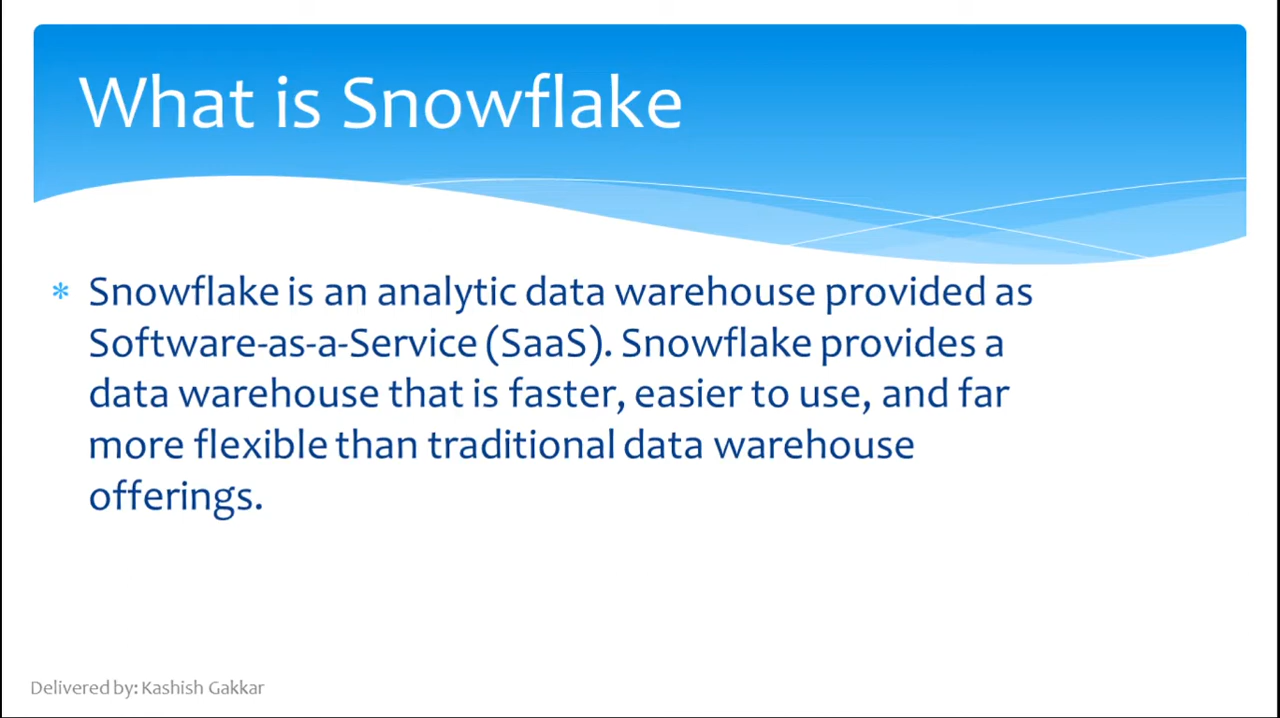 What is Snowflake
* Snowflake is an analytic data warehouse provided as
Software-as-a-Service (SaaS). Snowflake provides a
data warehouse that is faster, easier to use, and far
more flexible than traditional data warehouse
offerings.
Delivered by: Kashish Gakkar